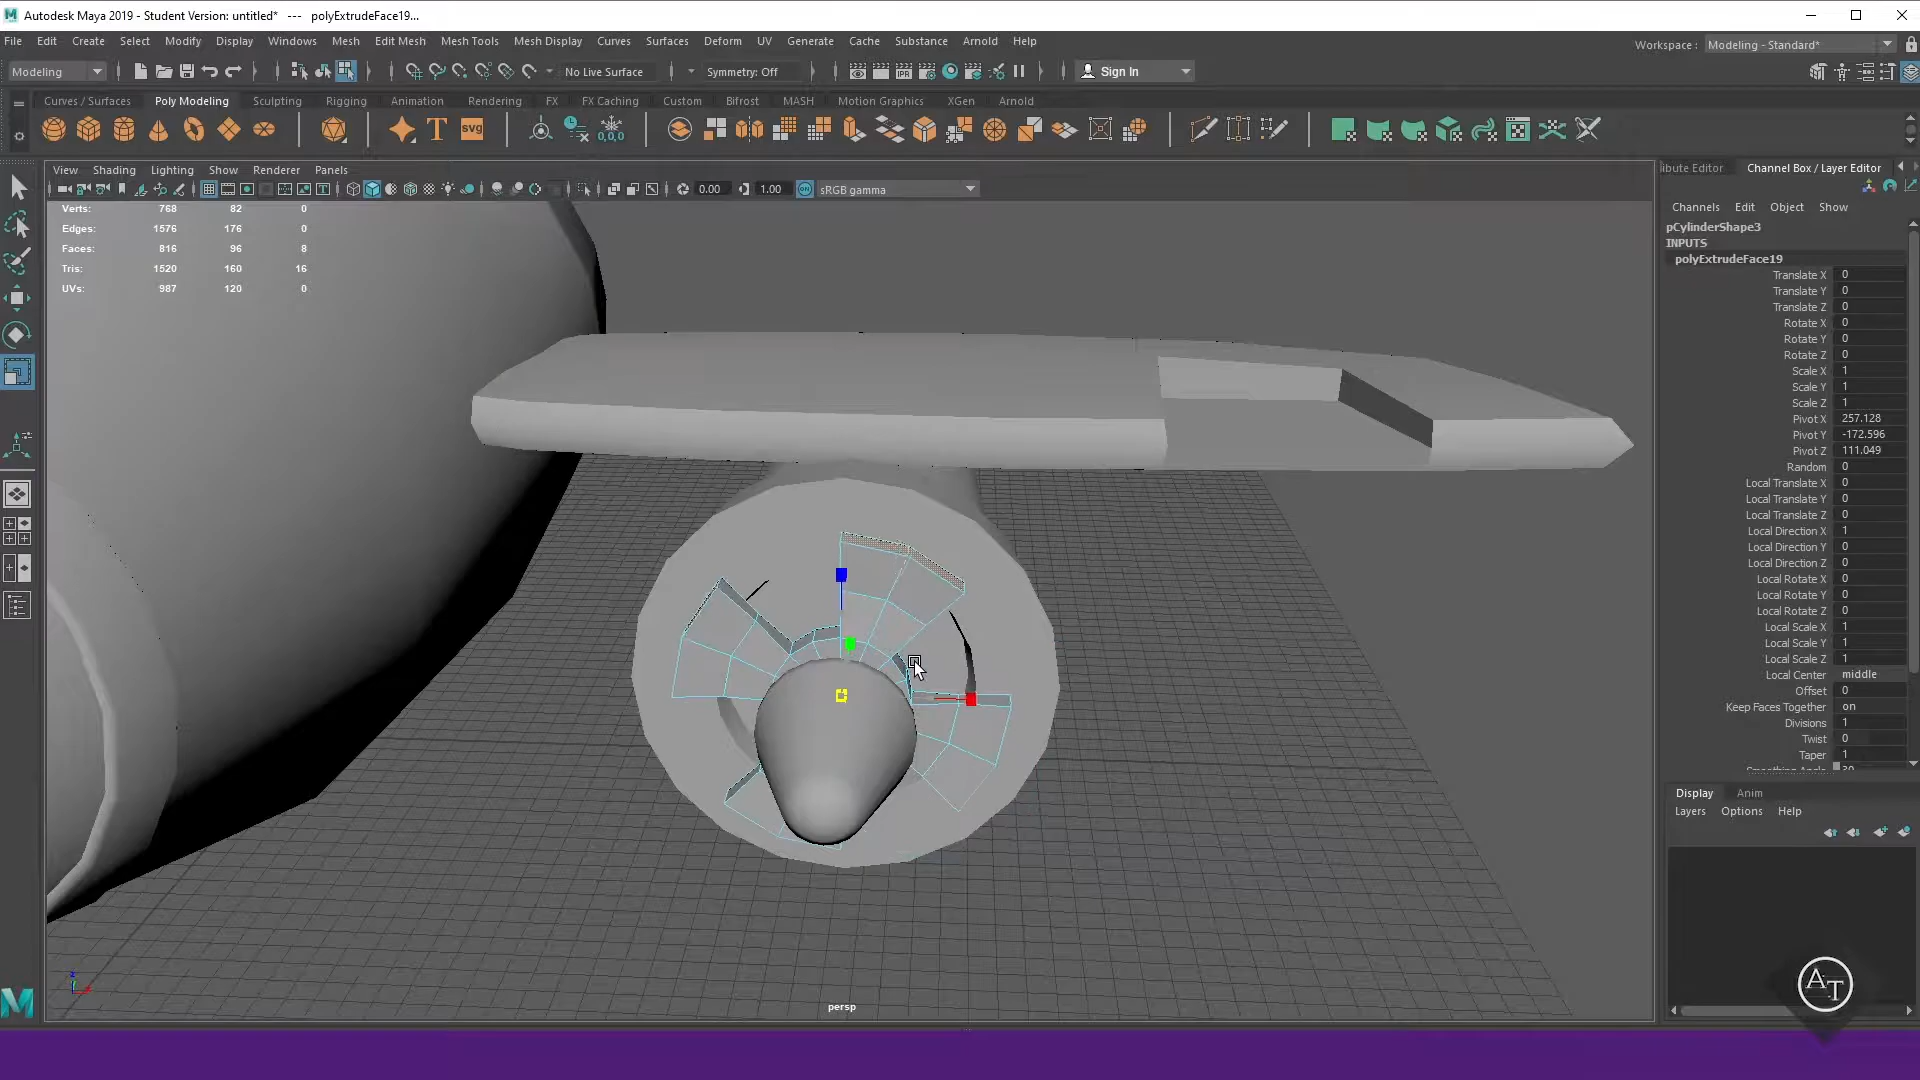 Autodesk Maya 2019 - Student Version: untitled* --- polyExtrudeFace19...
File Edit Create Select Modify Display Windows Mesh Edit Mesh Mesh Tools Mesh Display Curves Surfaces Deform UV Generate Cache Substance Arnold Help
Workspace : Modeling - Standard*
Modeling No Live Surface Symmetry: Off IPR Sign In
Curves / Surfaces Poly Modeling Sculpting Rigging Animation Rendering FX FX Caching Custom Bifrost MASH Motion Graphics XGen Arnold
T svg 0,0,0
View Shading Lighting Show Renderer Panels
0.00 1.00 ON sRGB gamma
Verts: 768 82 0
Edges: 1576 176 0
Faces: 816 96 8
Tris: 1520 160 16
UVs: 987 120 0
persp
z
ibute Editor Channel Box / Layer Editor
Channels Edit Object Show
pCylinderShape3
INPUTS
polyExtrudeFace19
Translate X 0
Translate Y 0
Translate Z 0
Rotate X 0
Rotate Y 0
Rotate Z 0
Scale X 1
Scale Y 1
Scale Z 1
Pivot X 257.128
Pivot Y -172.596
Pivot Z 111.049
Random 0
Local Translate X 0
Local Translate Y 0
Local Translate Z 0
Local Direction X 1
Local Direction Y 0
Local Direction Z 0
Local Rotate X 0
Local Rotate Y 0
Local Rotate Z 0
Local Scale X 1
Local Scale Y 1
Local Scale Z 1
Local Center middle
Offset 0
Keep Faces Together on
Divisions 1
Twist 0
Taper 1
Smoothing Angle 30
Display Anim
Layers Options Help
AT
M